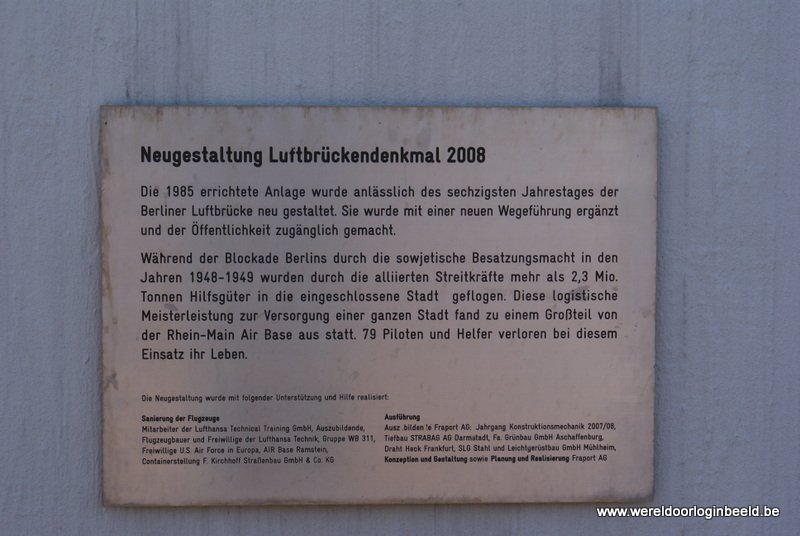 Neugestaltung Luftbrückendenkmal 2008
Die 1985 errichtete Anlage wurde anlässlich des sechzigsten Jahrestages der
Berliner Luftbrücke neu gestaltet. Sie wurde mit einer neuen Wegeführung ergänzt
und der Öffentlichkeit zugänglich gemacht.
Während der Blockade Berlins durch die sowjetische Besatzungsmacht in den
Jahren 1948-1949 wurden durch die alliierten Streitkräfte mehr als 2,3 Mio.
Tonnen Hilfsgüter in die eingeschlossene Stadt geflogen. Diese logistische
Meisterleistung zur Versorgung einer ganzen Stadt fand zu einem Großteil von
der Rhein-Main Air Base aus statt. 79 Piloten und Helfer verloren bei diesem
Einsatz ihr Leben.
Die Neugestaltung wurde mit folgender Unterstützung und Hilfe realisiert:
Sanierung der Flugzeuge
Mitarbeiter der Lufthansa Technical Training GmbH, Auszubildende,
Flugzeugbauer und Freiwillige der Lufthansa Technik, Gruppe WB 311,
Freiwillige U.S. Air Force in Europa, AIR Base Ramstein,
Containerstellung F. Kirchhoff Straßenbau GmbH & Co. KG
Ausführung
Ausz bilden e Fraport AG: Jahrgang Konstruktionsmechanik 2007/08,
Tiefbau STRABAG AG Darmstadt, Fa. Grünbau GmbH Aschaffenburg,
Draht Heck Frankfurt, SLG Stahl und Leichtgerüstbau GmbH Mühlheim,
Konzeption und Gestaltung sowie Planung und Realisierung Fraport AG
www.wereldoorloginbeeld.be